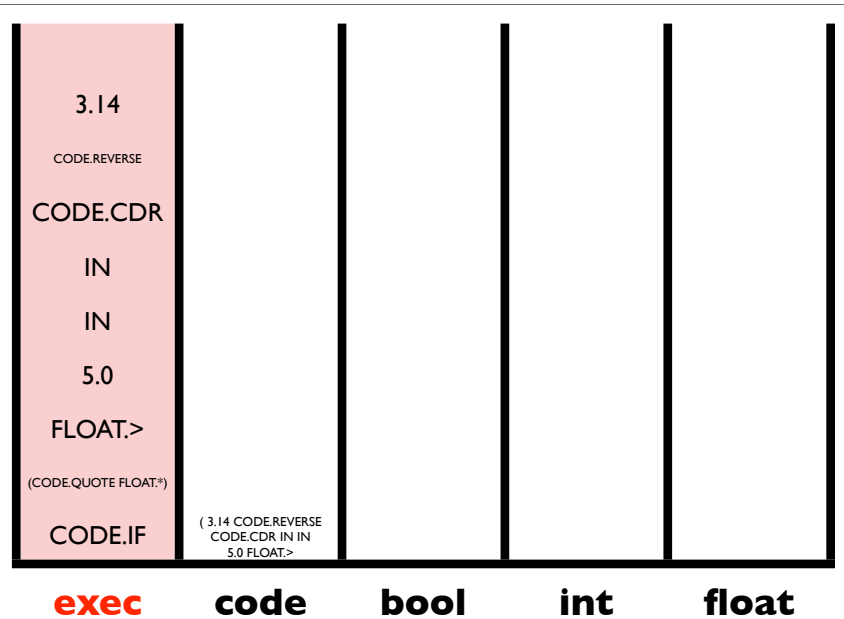 3.14
CODE.REVERSE
CODE.CDR
IN
IN
5.0
FLOAT.>
(CODE.QUOTE FLOAT.*)
CODE.IF
( 3.14 CODE.REVERSE
CODE.CDR IN IN
5.0 FLOAT.>
exec code bool int float